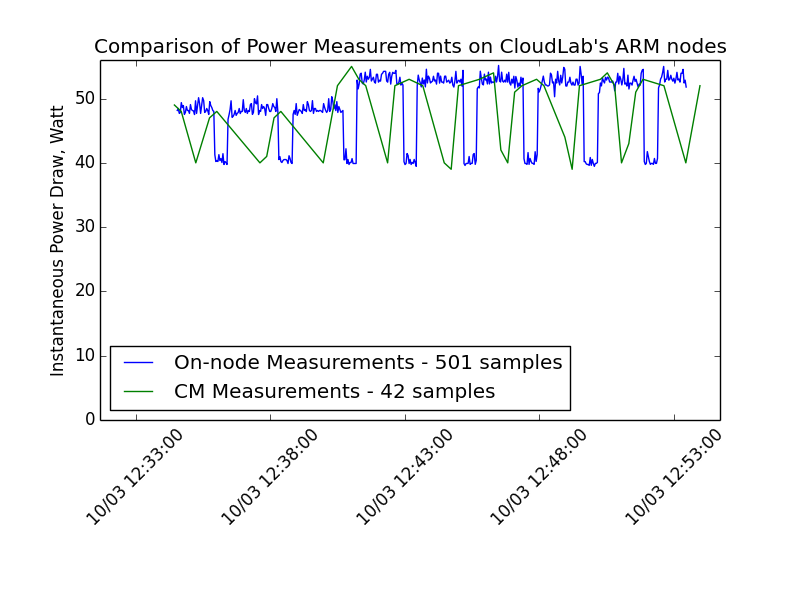 Comparison of Power Measurements on CloudLab's ARM nodes
Instantaneous Power Draw, Watt
50
40
30
20
10
0
On-node Measurements - 501 samples
CM Measurements - 42 samples
10/03 12:33:00
10/03 12:38:00
10/03 12:43:00
10/03 12:48:00
10/03 12:53:00